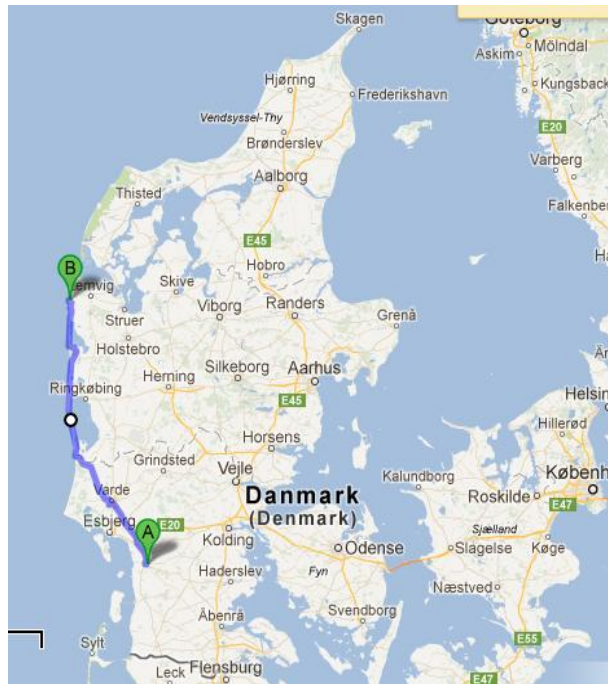 Skagen
Göteborg
Askim
Mölndal
Hjørring
Frederikshavn
Kungsback
Vendsyssel-Thy
Brønderslev
E20
Varberg
Aalborg
Thisted
Falkenber
E45
Hobro
B
emvig
Skive
Viborg
Randers
Grenå
Struer
Holstebro
Silkeborg
Aarhus
Herning
Ringkøbing
E45
Helsin
Hillerød
Horsens
Grindsted
Vejle
Kalundborg
Københ
Varde
Danmark
(Denmark)
Roskilde
E47
Esbjerg
A
E20
Kolding
Odense
Sjælland
Slagelse
Køge
Fyn
Haderslev
Næstved
Svendborg
Åbenrå
E55
Sylt
Leck
Flensburg
E47